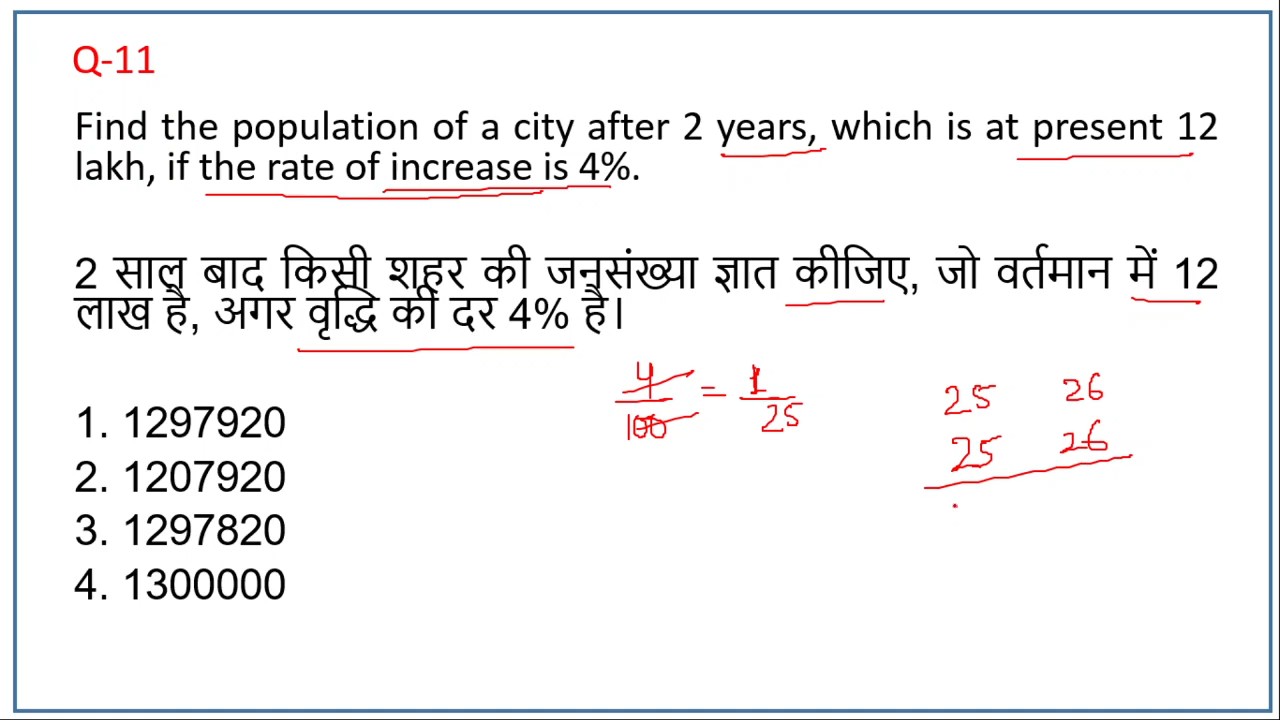 Q-11
Find the population of a city after 2 years, which is at present 12
lakh, if the rate of increase is 4%.
2 साल बाद किसी शहर की जनसंख्या ज्ञात कीजिए, जो वर्तमान में 12
लाख है, अगर वृद्धि की दर 4% है।
4/100 = 1/25
25 26
25 26
1. 1297920
2. 1207920
3. 1297820
4. 1300000